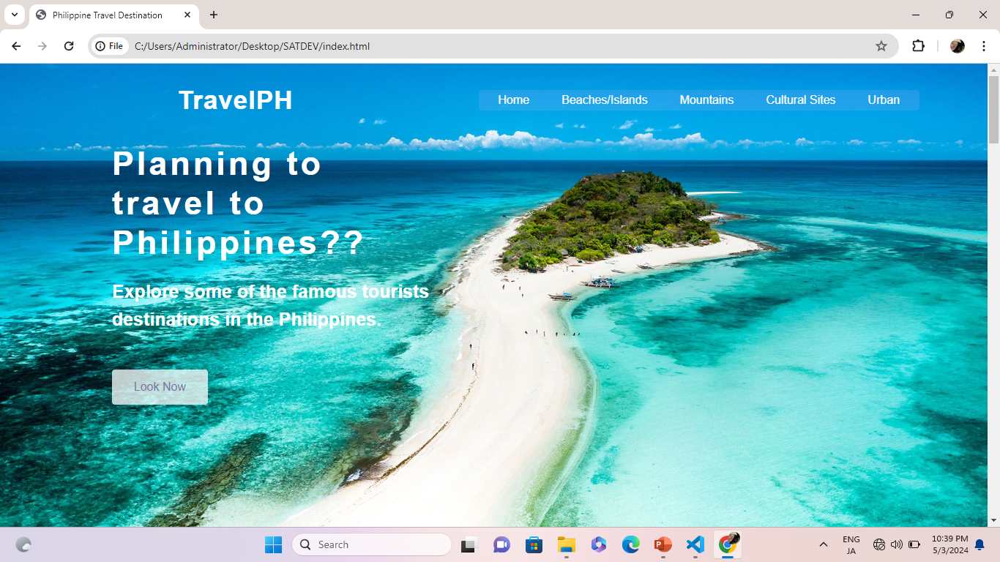 Philippine Travel Destination
File
C:/Users/Administrator/Desktop/SATDEV/index.html
TravelPH
Home Beaches/Islands Mountains Cultural Sites Urban
Planning to
travel to
Philippines??
Explore some of the famous tourists
destinations in the Philippines.
Look Now
Search
P
ENG
JA
10:39 PM
5/3/2024